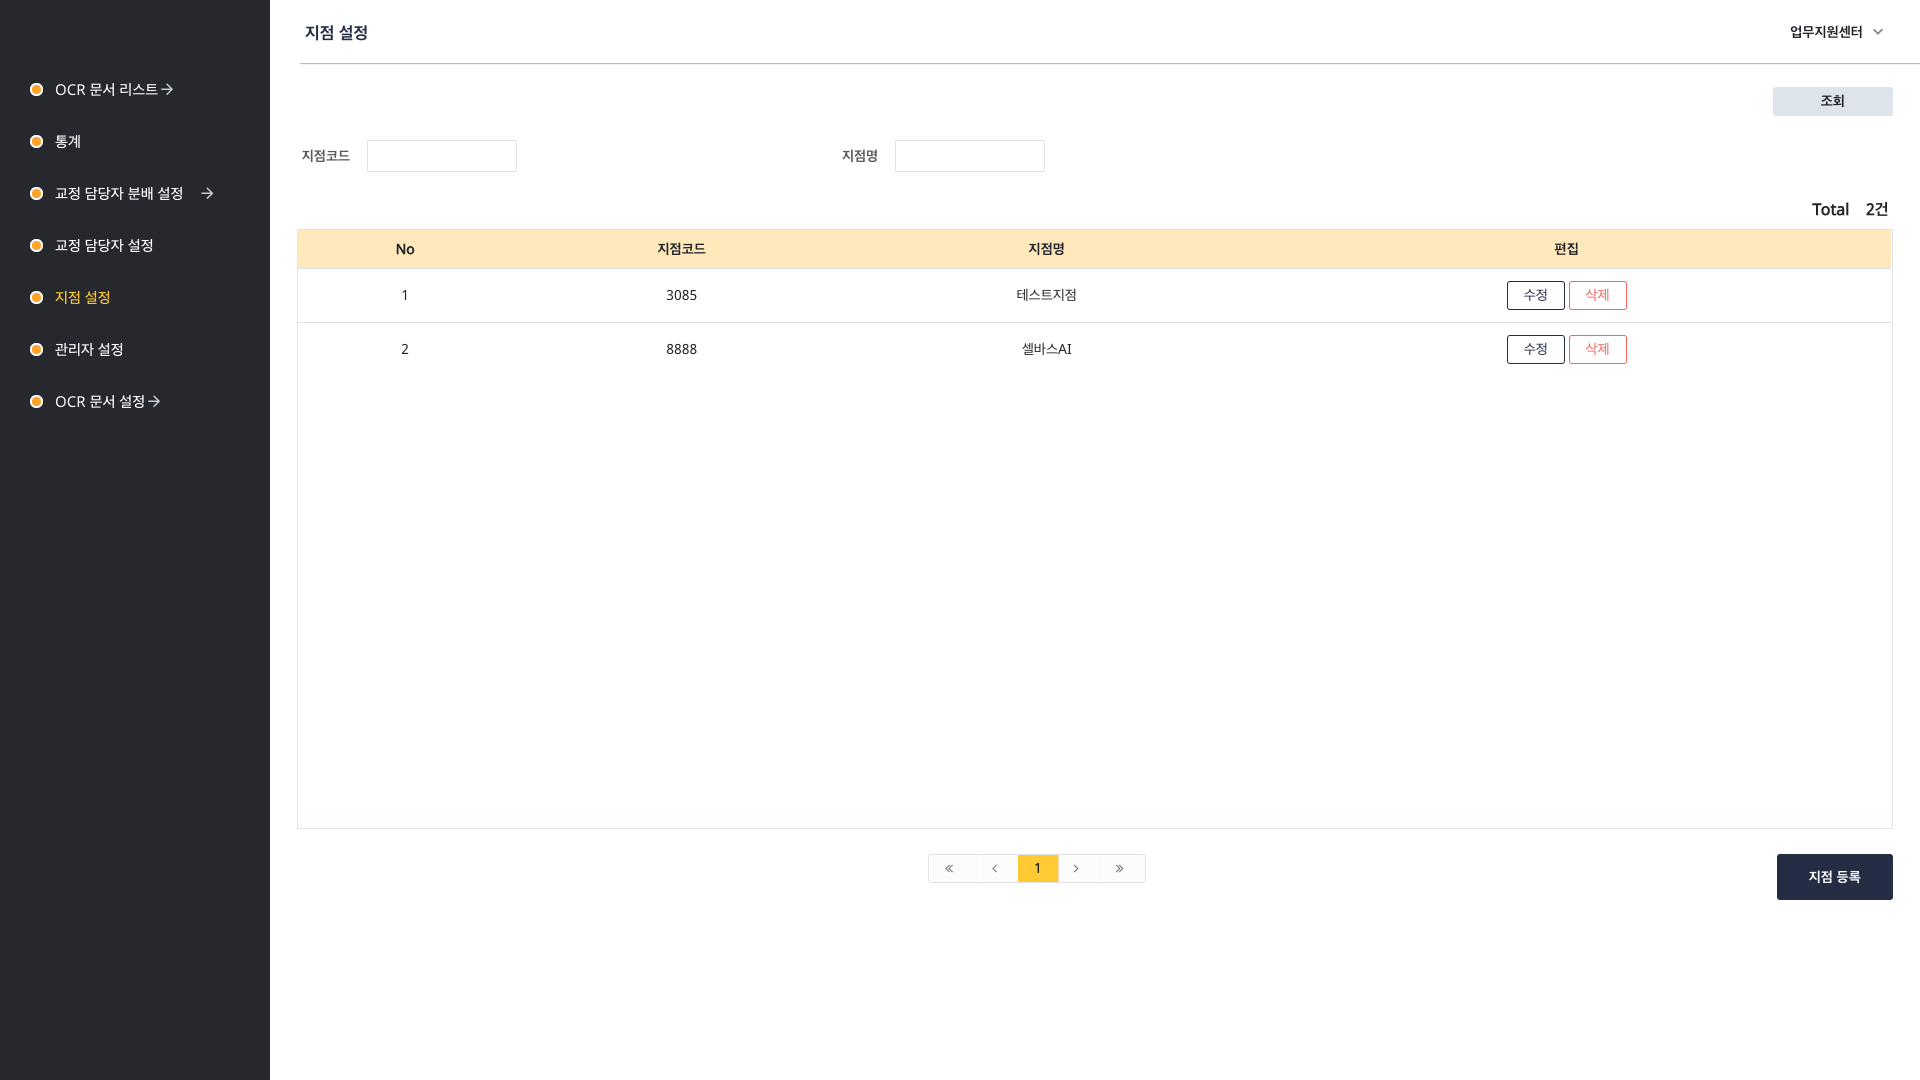 지점 설정
업무지원센터
OCR 문서 리스트
통계
교정 담당자 분배 설정
교정 담당자 설정
지점 설정
관리자 설정
OCR 문서 설정
조회
지점코드
지점명
Total 2건
No 지점코드 지점명 편집
1 3085 테스트지점 수정 삭제
2 8888 셀바스AI 수정 삭제
« ‹ 1 › »
지점 등록